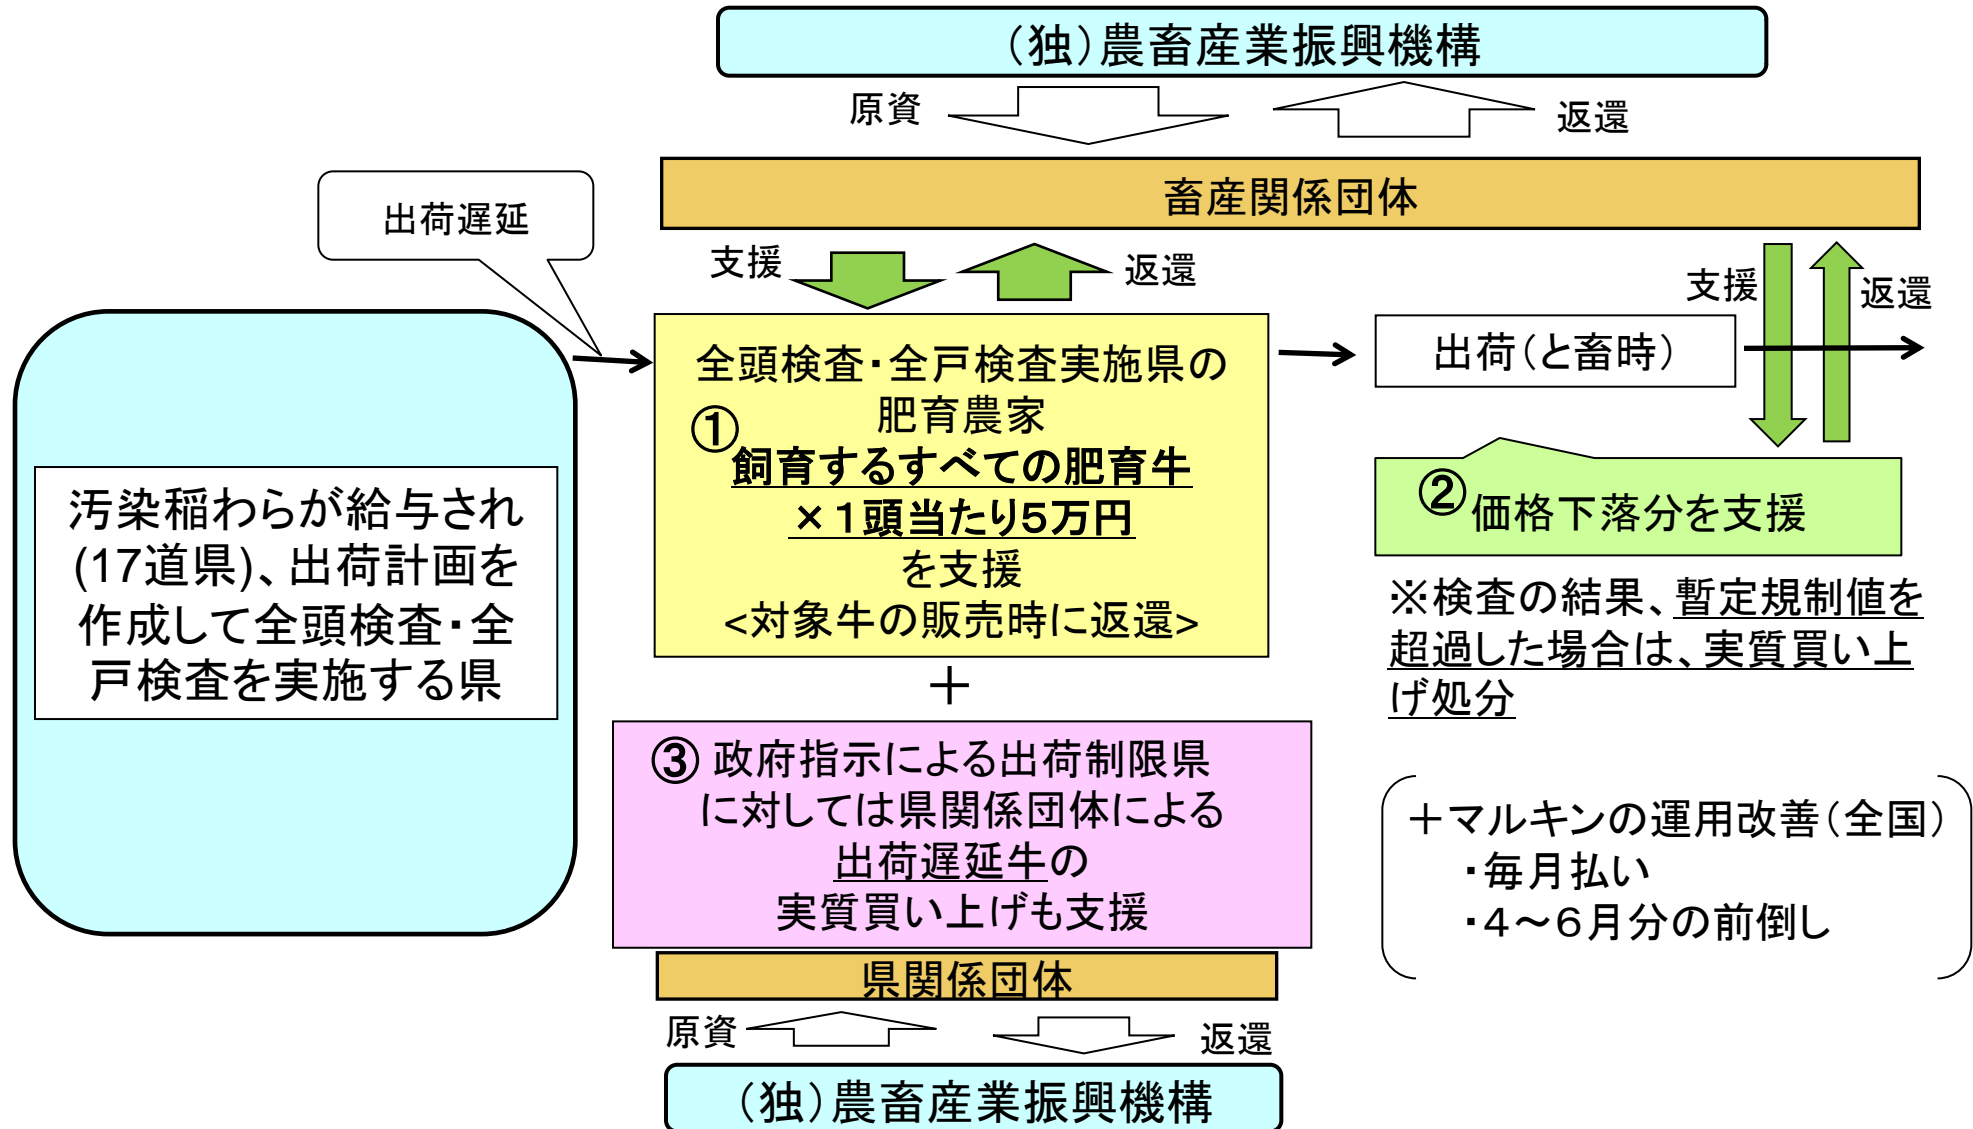 （独）農畜産業振興機構
原資
返還
畜産関係団体
出荷遅延
支援
返還
支援
返還
全頭検査・全戸検査実施県の
肥育農家
①
飼育するすべての肥育牛
×１頭当たり５万円
を支援
<対象牛の販売時に返還>
出荷（と畜時）
②価格下落分を支援
※検査の結果、暫定規制値を
超過した場合は、実質買い上
げ処分
汚染稲わらが給与され
(17道県)、出荷計画を
作成して全頭検査・全
戸検査を実施する県
＋
③政府指示による出荷制限県
に対しては県関係団体による
出荷遅延牛の
実質買い上げも支援
＋マルキンの運用改善（全国）
・毎月払い
・４～６月分の前倒し
県関係団体
原資
返還
（独）農畜産業振興機構